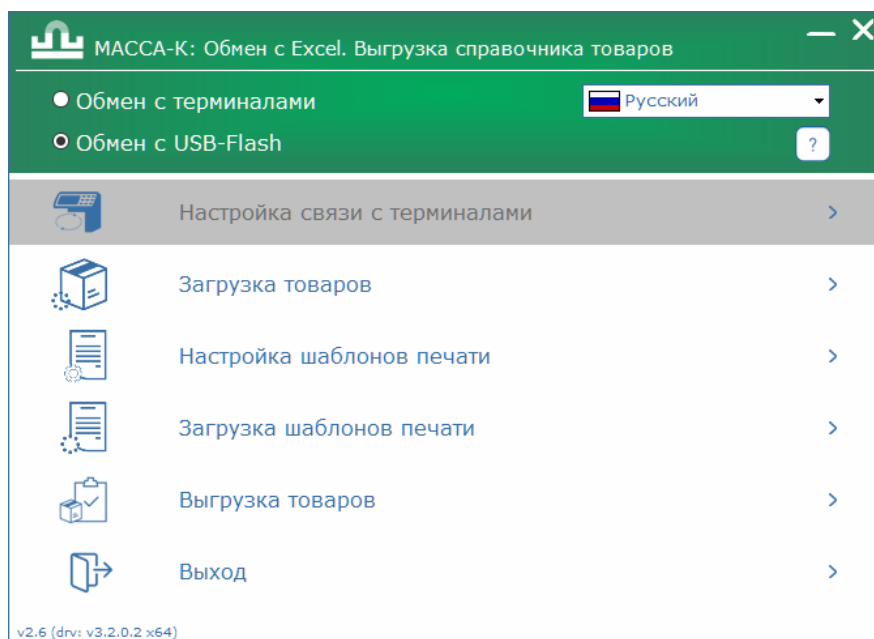 МАССА-К: Обмен с Excel. Выгрузка справочника товаров
Обмен с терминалами
Русский
Обмен с USB-Flash
?
Настройка связи с терминалами
Загрузка товаров
Настройка шаблонов печати
Загрузка шаблонов печати
Выгрузка товаров
Выход
v2.6 (drv: v3.2.0.2 x64)